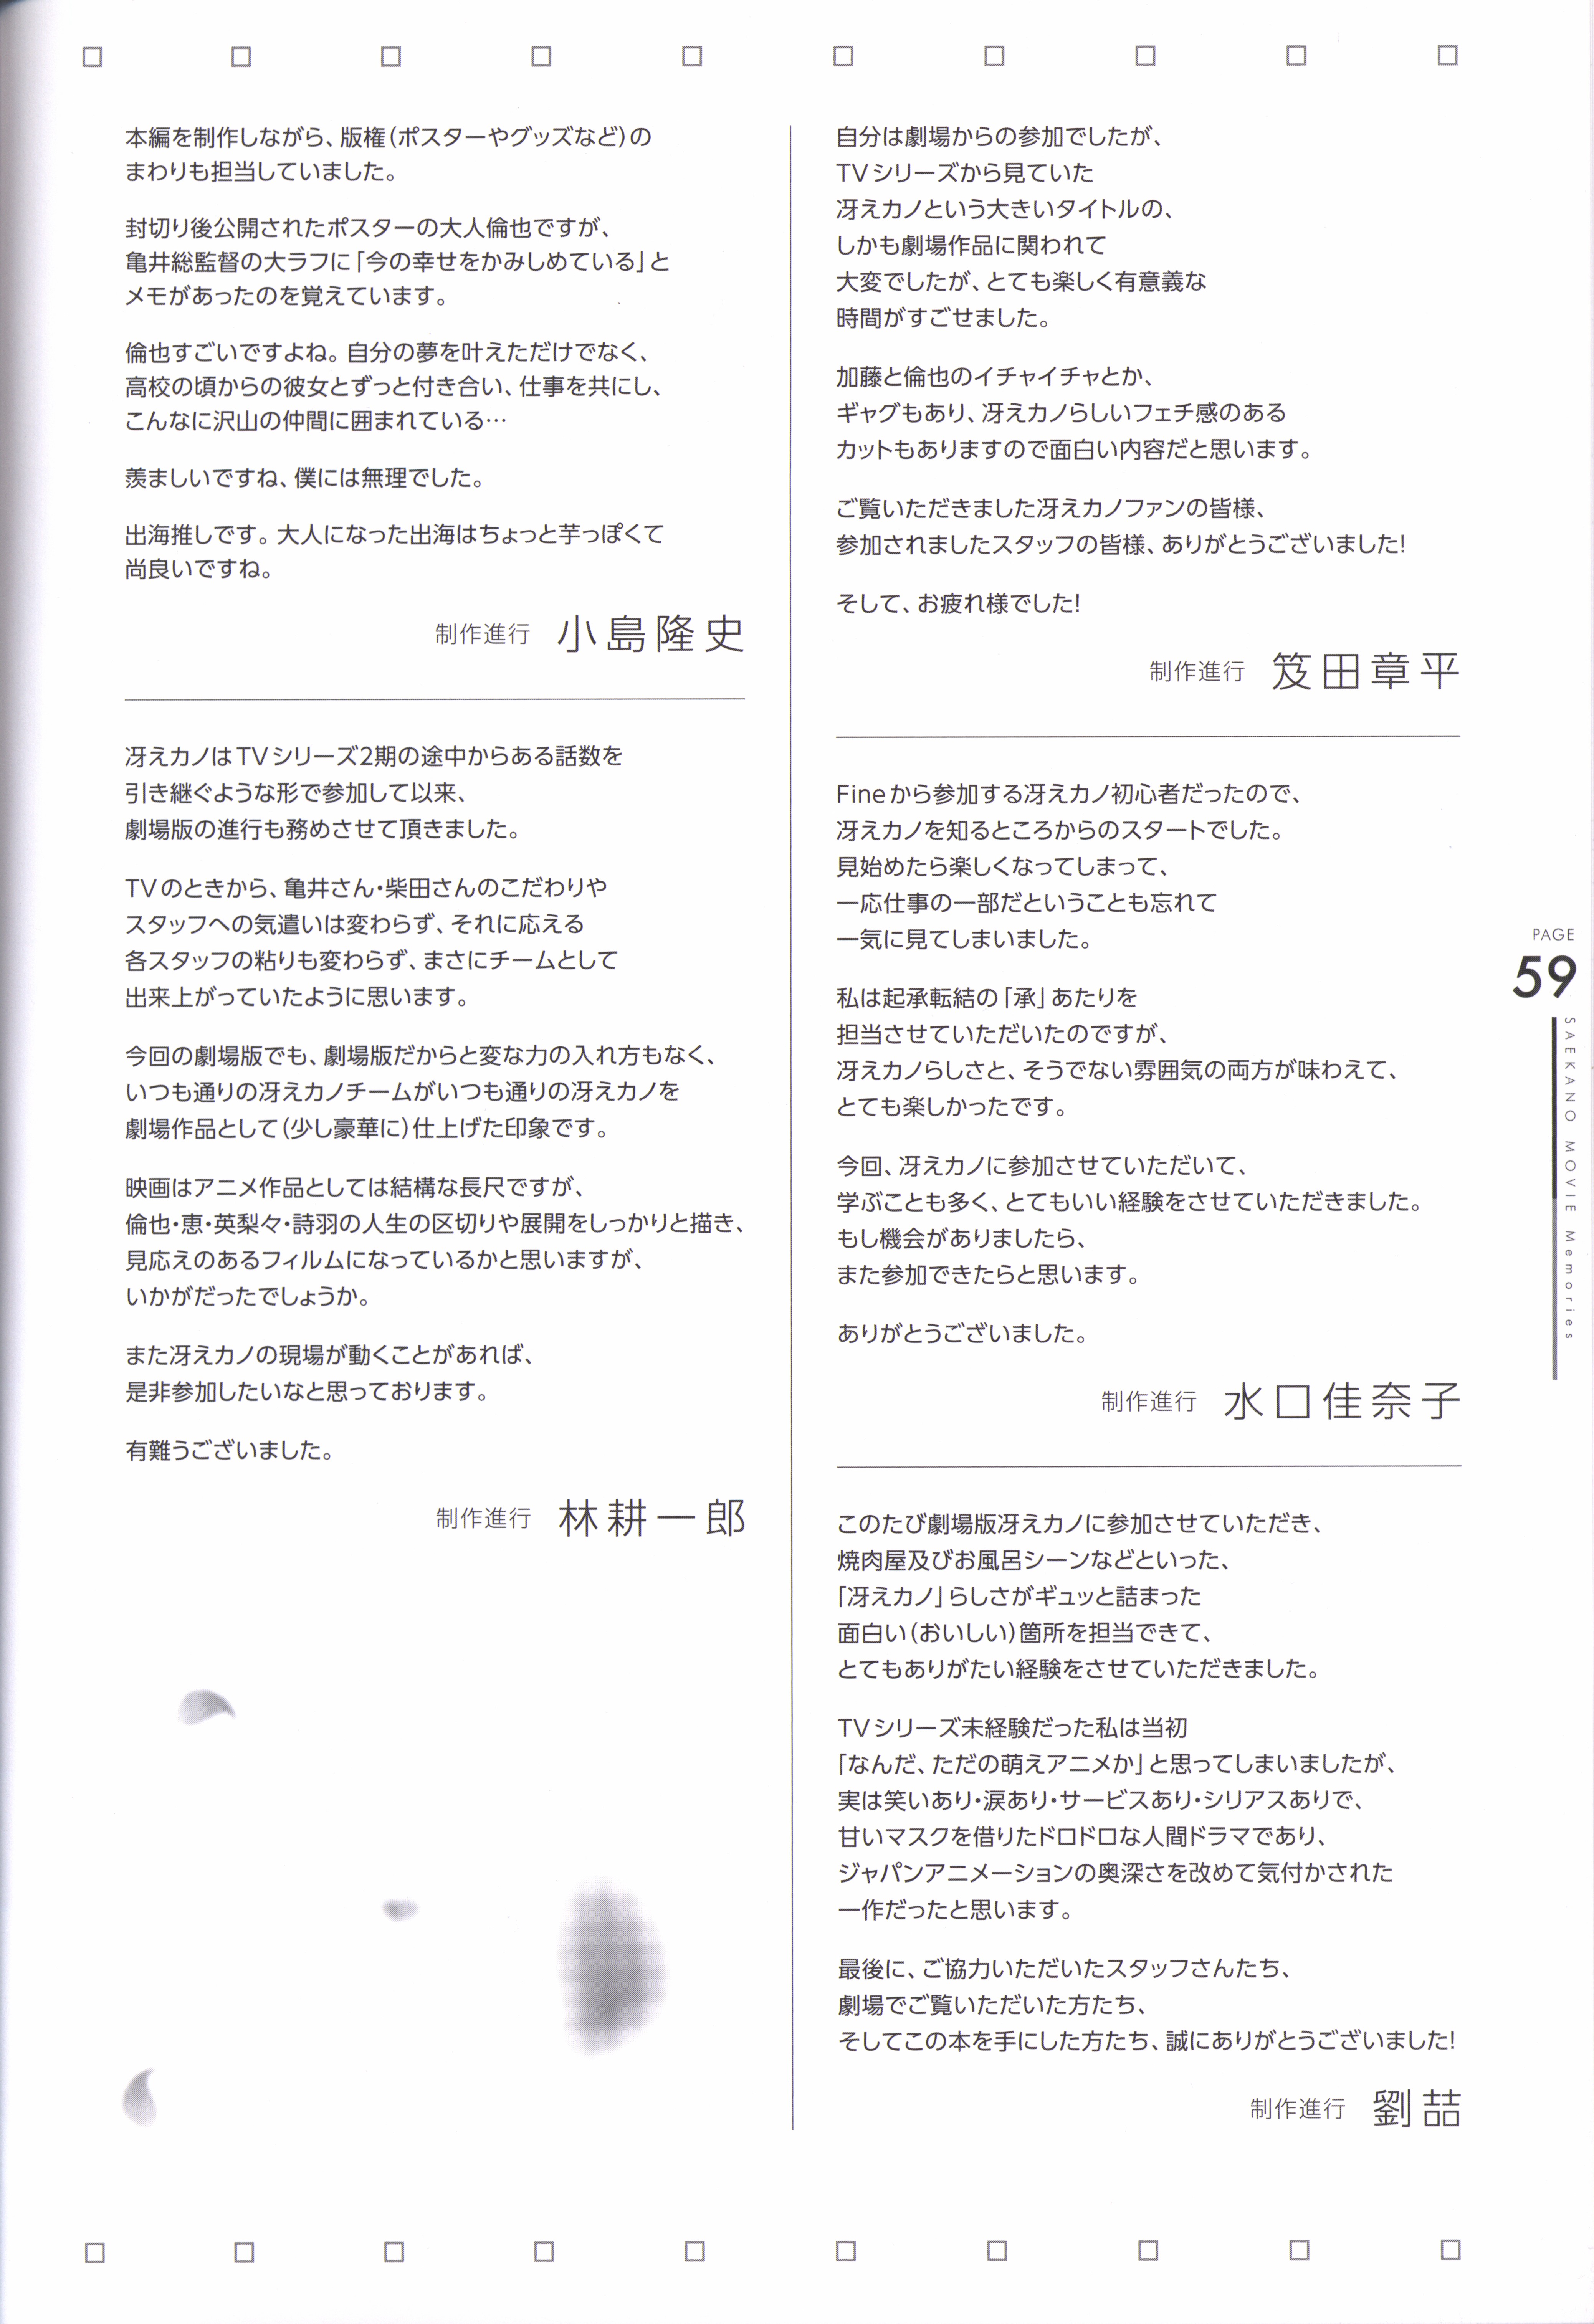 本編を制作しながら、版権(ポスターやグッズなど)の
まわりも担当していました。
封切り後公開されたポスターの大人倫也ですが、
亀井総監督の大ラフに「今の幸せをかみしめている」と
メモがあったのを覚えています。
倫也すごいですよね。自分の夢を叶えただけでなく、
高校の頃からの彼女とずっと付き合い、仕事を共にし、
こんなに沢山の仲間に囲まれている…
羨ましいですね、僕には無理でした。
出海推しです。大人になった出海はちょっと芋っぽくて
尚良いですね。
制作進行 小島隆史
冴えカノはTVシリーズ2期の途中からある話数を
引き継ぐような形で参加して以来、
劇場版の進行も務めさせて頂きました。
TVのときから、亀井さん・柴田さんのこだわりや
スタッフへの気遣いは変わらず、それに応える
各スタッフの粘りも変わらず、まさにチームとして
出来上がっていたように思います。
今回の劇場版でも、劇場版だからと変な力の入れ方もなく、
いつも通りの冴えカノチームがいつも通りの冴えカノを
劇場作品として(少し豪華に)仕上げた印象です。
映画はアニメ作品としては結構な長尺ですが、
倫也・恵・英梨々・詩羽の人生の区切りや展開をしっかりと描き、
見応えのあるフィルムになっているかと思いますが、
いかがだったでしょうか。
また冴えカノの現場が動くことがあれば、
是非参加したいなと思っております。
有難うございました。
制作進行 林耕一郎
自分は劇場からの参加でしたが、
TVシリーズから見ていた
冴えカノという大きいタイトルの、
しかも劇場作品に関われて
大変でしたが、とても楽しく有意義な
時間がすごせました。
加藤と倫也のイチャイチャとか、
ギャグもあり、冴えカノらしいフェチ感のある
カットもありますので面白い内容だと思います。
ご覧いただきました冴えカノファンの皆様、
参加されましたスタッフの皆様、ありがとうございました!
そして、お疲れ様でした!
制作進行 笈田章平
Fineから参加する冴えカノ初心者だったので、
冴えカノを知るところからのスタートでした。
見始めたら楽しくなってしまって、
一応仕事の一部だということも忘れて
一気に見てしまいました。
私は起承転結の「承」あたりを
担当させていただいたのですが、
冴えカノらしさと、そうでない雰囲気の両方が味わえて、
とても楽しかったです。
今回、冴えカノに参加させていただいて、
学ぶことも多く、とてもいい経験をさせていただきました。
もし機会がありましたら、
また参加できたらと思います。
ありがとうございました。
制作進行 水口佳奈子
このたび劇場版冴えカノに参加させていただき、
焼肉屋及びお風呂シーンなどといった、
「冴えカノ」らしさがギュッと詰まった
面白い(おいしい)箇所を担当できて、
とてもありがたい経験をさせていただきました。
TVシリーズ未経験だった私は当初
「なんだ、ただの萌えアニメか」と思ってしまいましたが、
実は笑いあり・涙あり・サービスあり・シリアスありで、
甘いマスクを借りたドロドロな人間ドラマであり、
ジャパンアニメーションの奥深さを改めて気付かされた
一作だったと思います。
最後に、ご協力いただいたスタッフさんたち、
劇場でご覧いただいた方たち、
そしてこの本を手にした方たち、誠にありがとうございました!
制作進行 劉喆
PAGE
59
SAEKANO MOVIE Memories